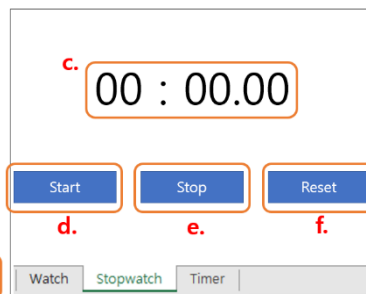 c.
00 : 00.00
Start Stop Reset
d. e. f.
Watch Stopwatch Timer